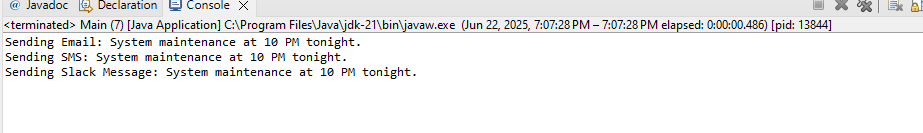 Javadoc Declaration Console
<terminated> Main (7) [Java Application] C:\Program Files\Java\jdk-21\bin\javaw.exe (Jun 22, 2025, 7:07:28 PM – 7:07:28 PM elapsed: 0:00:00.486) [pid: 13844]
Sending Email: System maintenance at 10 PM tonight.
Sending SMS: System maintenance at 10 PM tonight.
Sending Slack Message: System maintenance at 10 PM tonight.